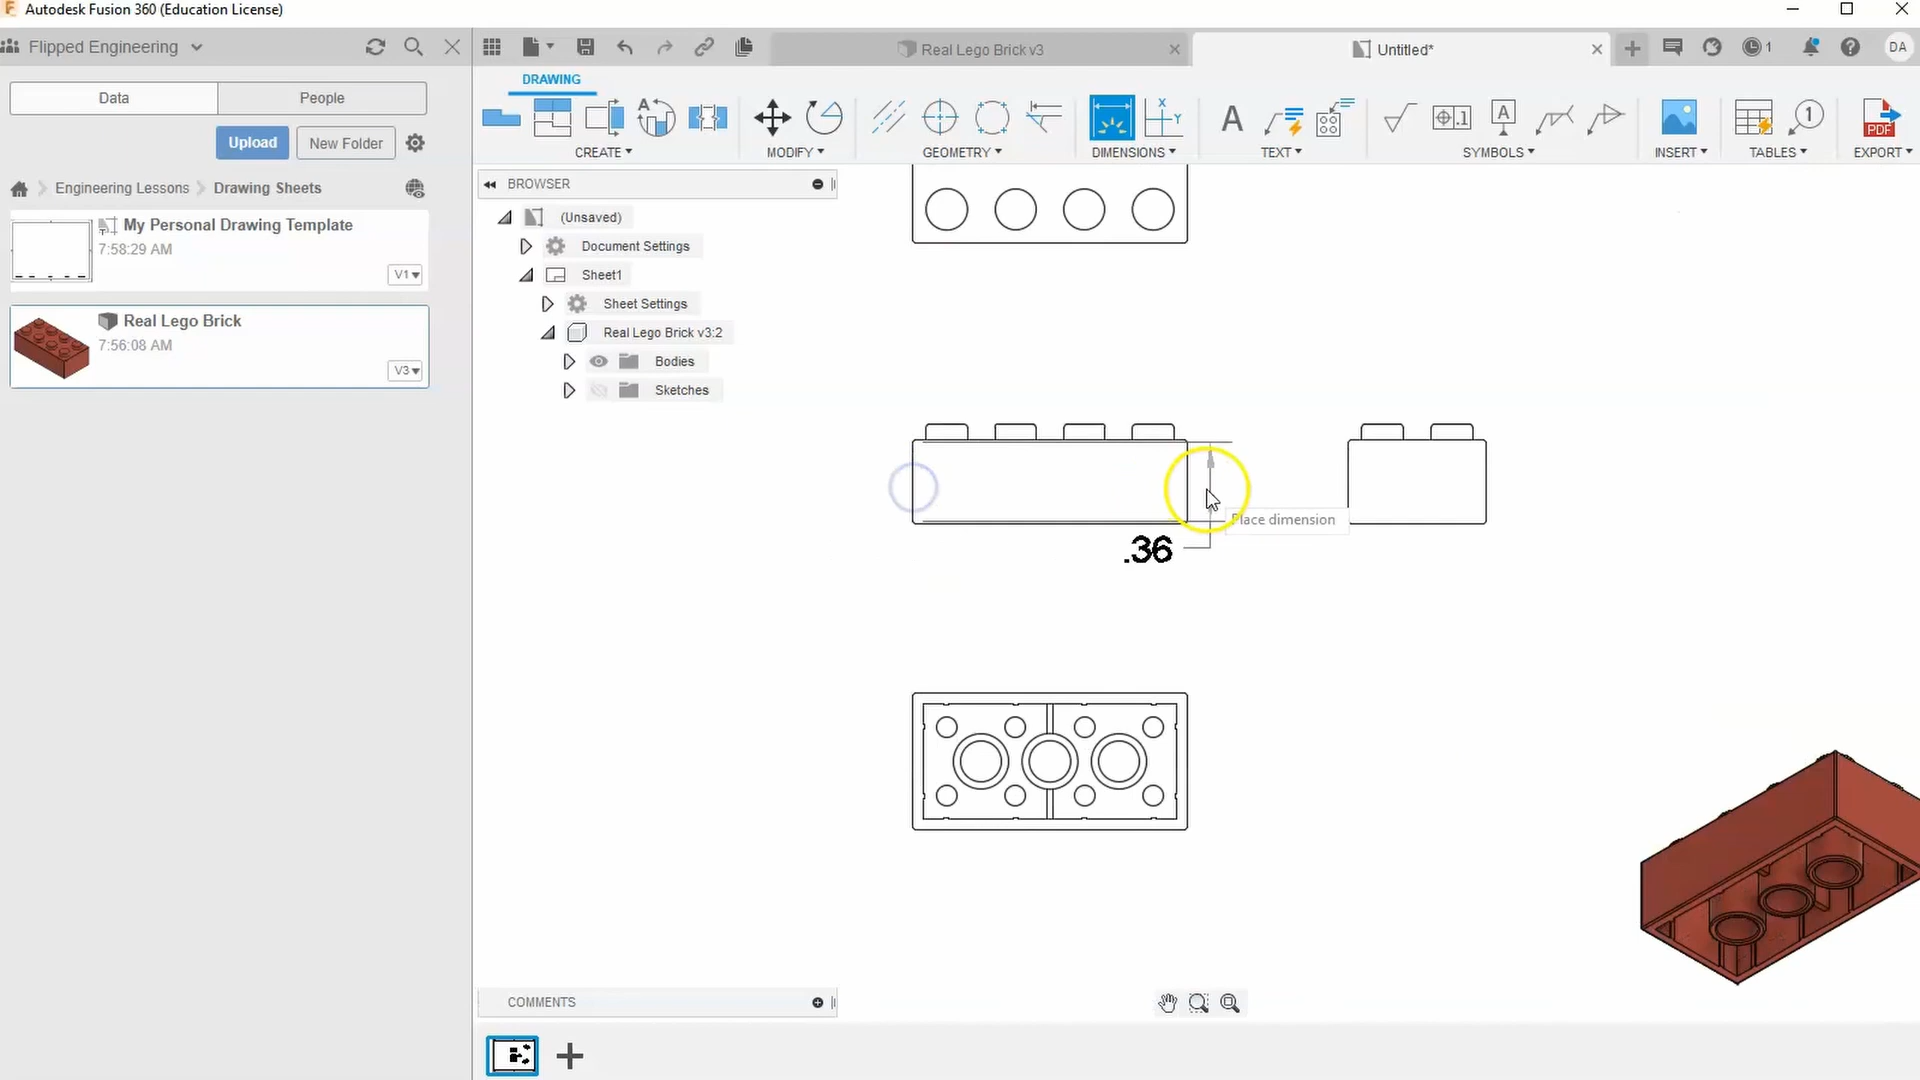 Autodesk Fusion 360 (Education License)
Flipped Engineering
Real Lego Brick v3
Untitled*
1
DA
DRAWING
Data
People
Upload
New Folder
CREATE
MODIFY
GEOMETRY
DIMENSIONS
TEXT
SYMBOLS
INSERT
TABLES
EXPORT
Engineering Lessons
Drawing Sheets
My Personal Drawing Template
7:58:29 AM
V1
Real Lego Brick
7:56:08 AM
V3
BROWSER
(Unsaved)
Document Settings
Sheet1
Sheet Settings
Real Lego Brick v3:2
Bodies
Sketches
Place dimension
.36
COMMENTS